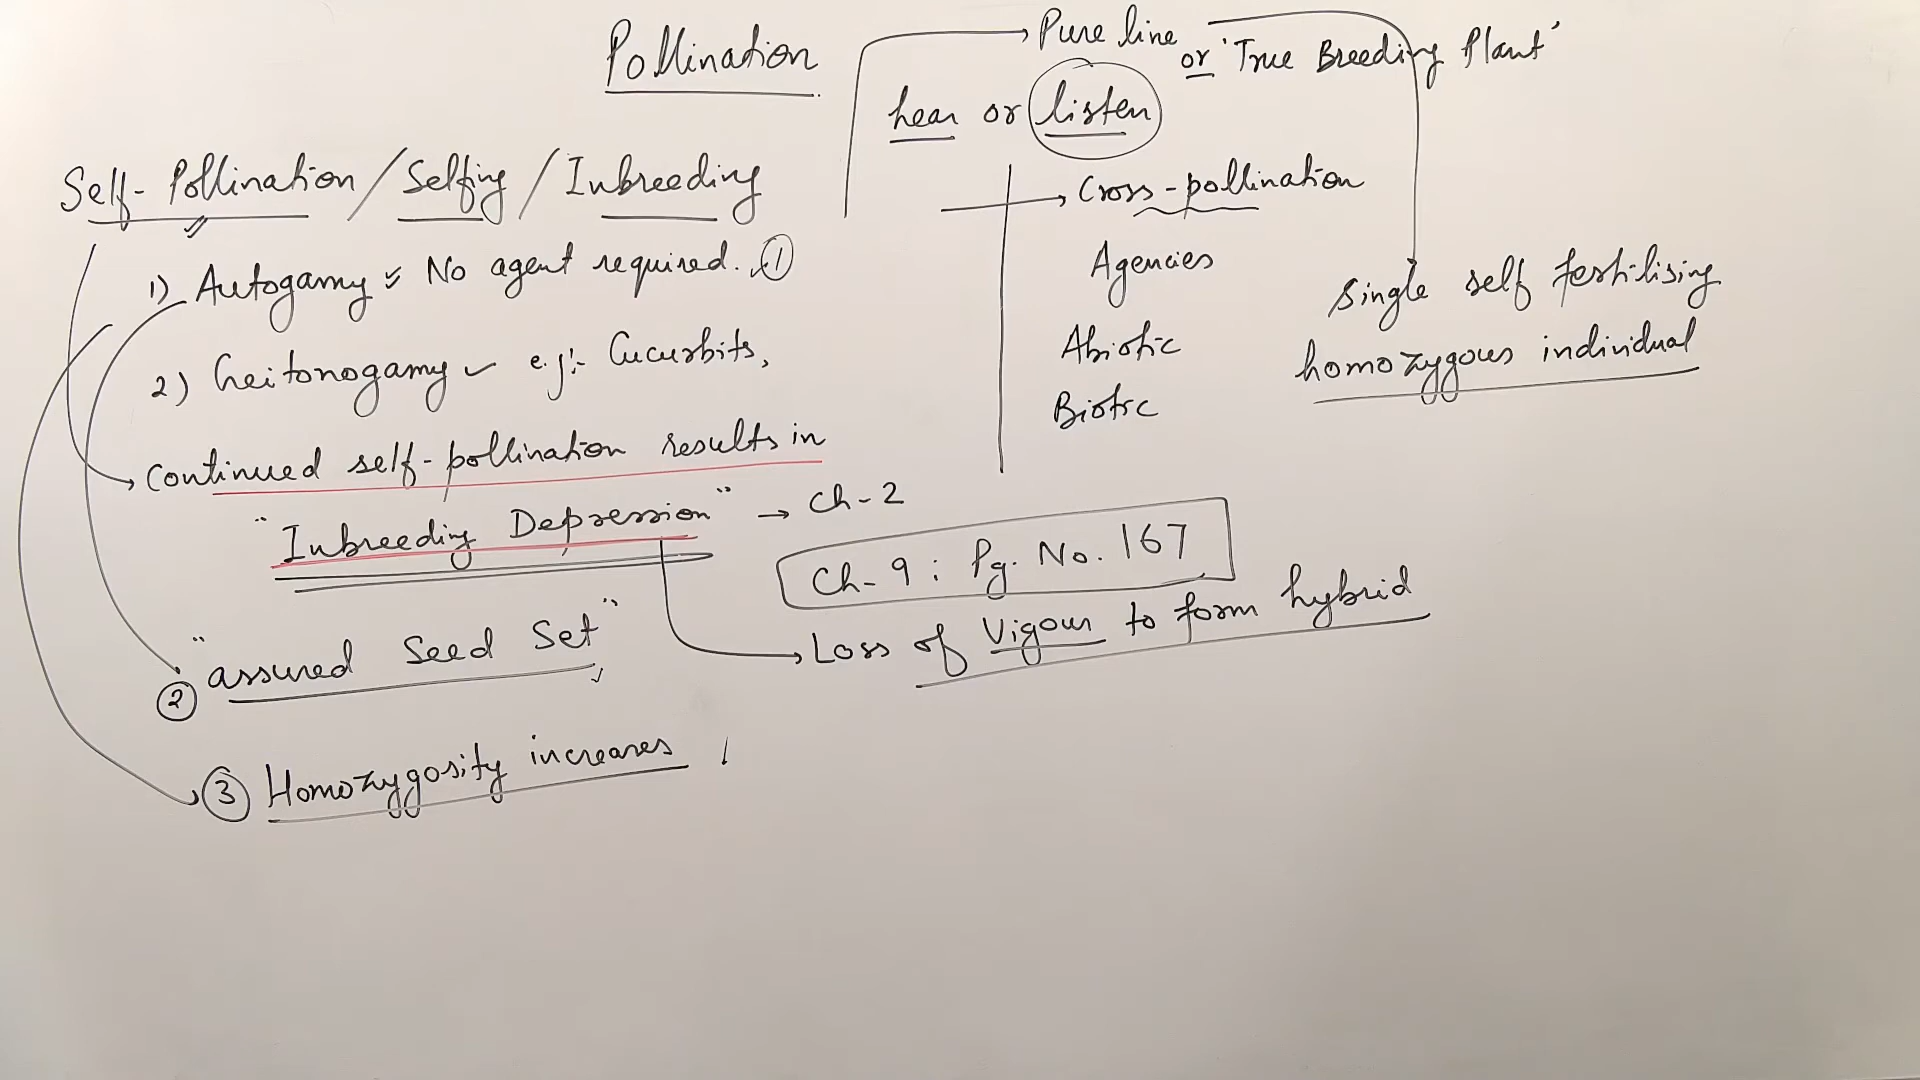 Pollination
Pure line
or 'True Breeding Plant'
hear or listen
Self-Pollination/Selfing/Inbreeding
Cross-pollination
1) Autogamy No agent required. 1
Agencies
single self fertilising
homozygous individual
2) Geitonogamy e.g:- Cucurbits,
Abiotic
Biotic
Continued self-pollination results in
"Inbreeding Depression" → Ch-2
Ch-9: Pg. No. 167
Loss of Vigour to form hybrid
2 "assured Seed Set"
3 Homozygosity increases